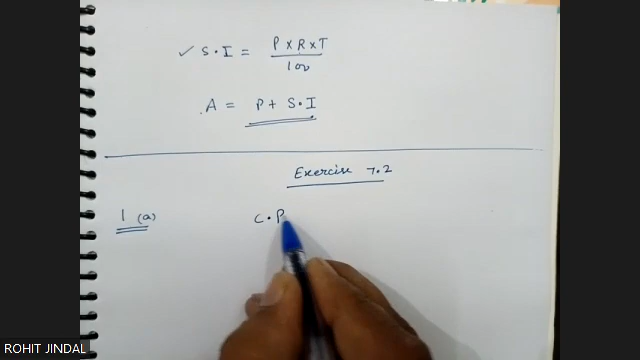 ✓ S.I = P x R x T
100
A = P + S.I
Exercise 7.2
1 (a) C.P
ROHIT JINDAL